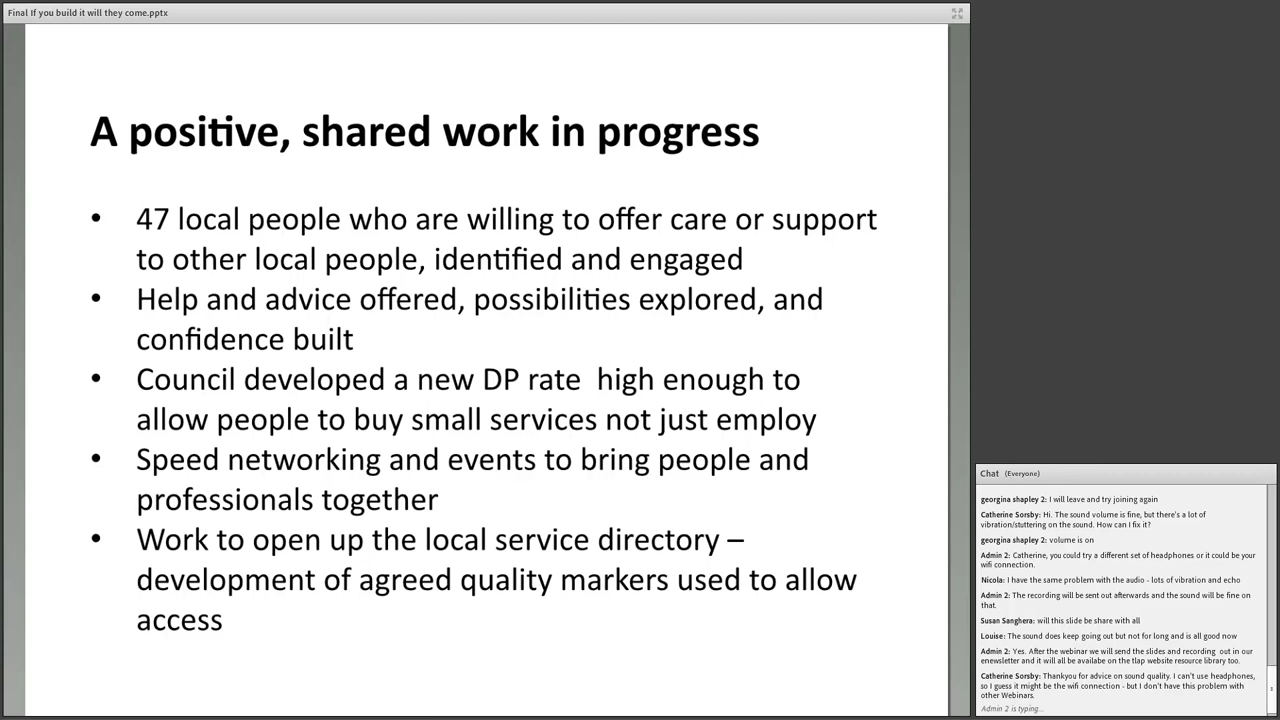 Final If you build it will they come.pptx
A positive, shared work in progress
• 47 local people who are willing to offer care or support
to other local people, identified and engaged
• Help and advice offered, possibilities explored, and
confidence built
• Council developed a new DP rate  high enough to
allow people to buy small services not just employ
• Speed networking and events to bring people and
professionals together
• Work to open up the local service directory –
development of agreed quality markers used to allow
access
Chat (Everyone)
georgina shapley 2: I will leave and try joining again
Catherine Sorsby: Hi. The sound volume is fine, but there's a lot of
vibration/stuttering on the sound. How can I fix it?
georgina shapley 2: volume is on
Admin 2: Catherine, you could try a different set of headphones or it could be your
wifi connection.
Nicola: I have the same problem with the audio - lots of vibration and echo
Admin 2: The recording will be sent out afterwards and the sound will be fine on
that.
Susan Sanghera: will this slide be share with all
Louise: The sound does keep going out but not for long and is all good now
Admin 2: Yes. After the webinar we will send the slides and recording  out in our
enewsletter and it will all be availabe on the tlap website resource library too.
Catherine Sorsby: Thankyou for advice on sound quality. I can't use headphones,
so I guess it might be the wifi connection - but I don't have this problem with
other Webinars.
Admin 2 is typing...